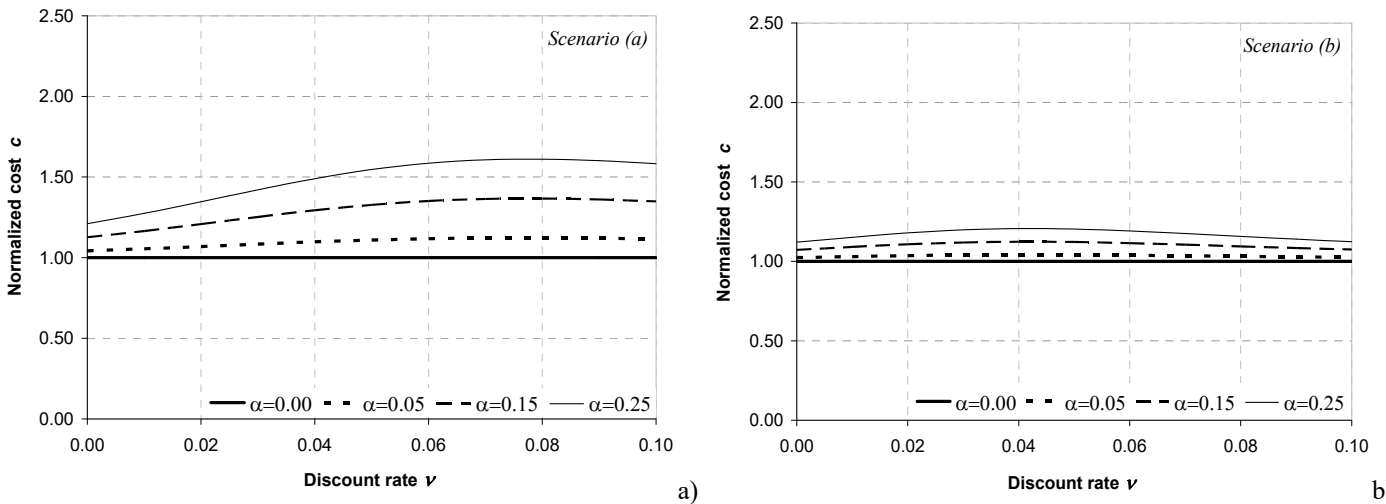 2.50
2.00
1.50
1.00
0.50
0.00
Normalized cost c
Scenario (a)
α=0.00 α=0.05 α=0.15 α=0.25
0.00 0.02 0.04 0.06 0.08 0.10
Discount rate ν
a)
2.50
2.00
1.50
1.00
0.50
0.00
Normalized cost c
Scenario (b)
α=0.00 α=0.05 α=0.15 α=0.25
0.00 0.02 0.04 0.06 0.08 0.10
Discount rate ν
b